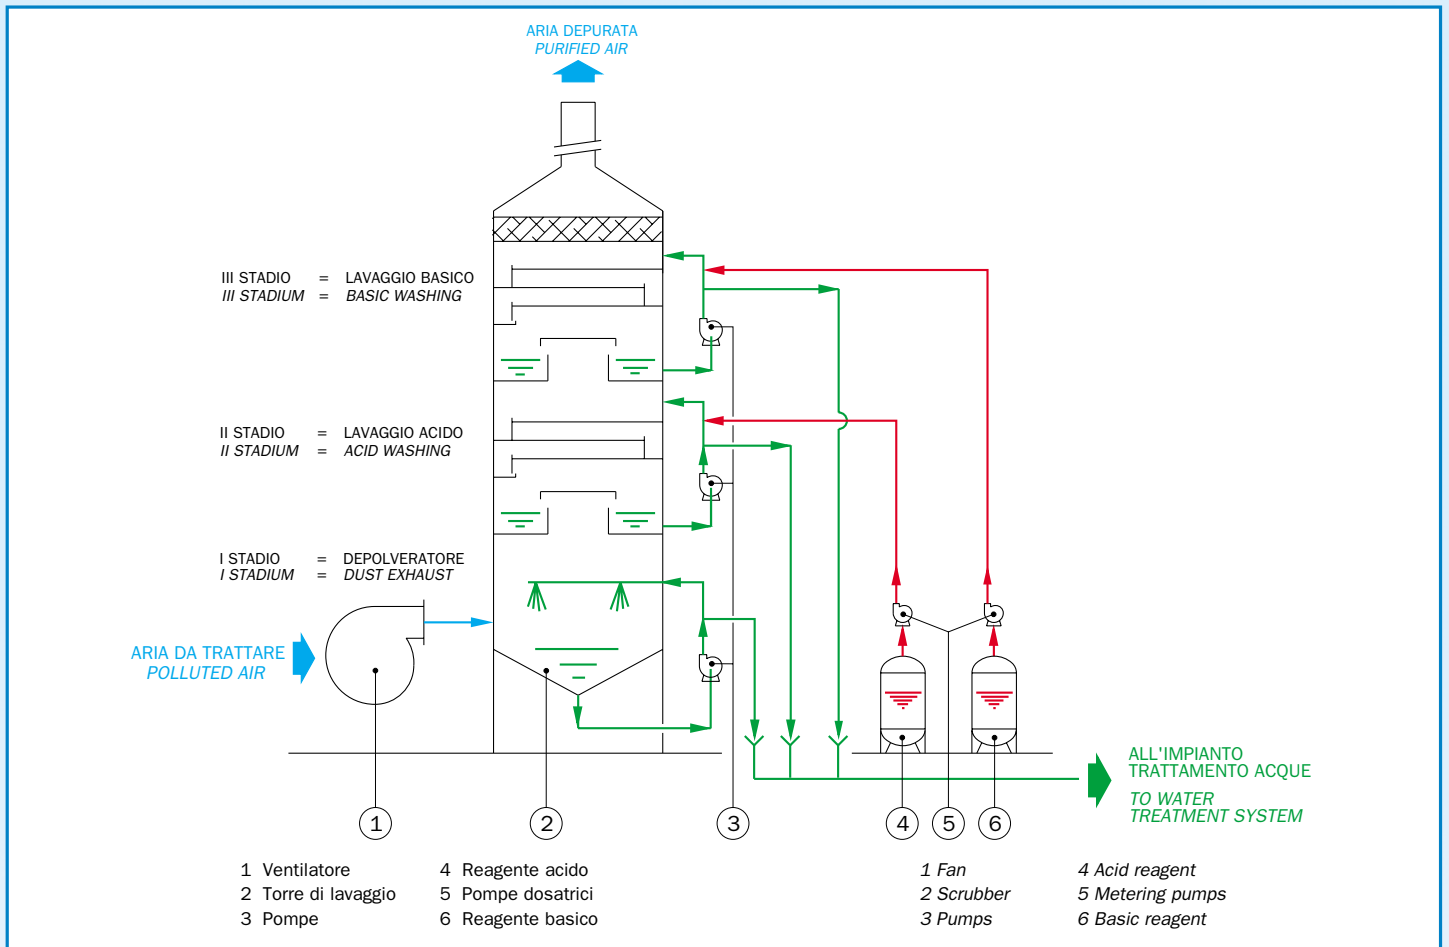 ARIA DEPURATA
PURIFIED AIR
III STADIO = LAVAGGIO BASICO
III STADIUM = BASIC WASHING
II STADIO = LAVAGGIO ACIDO
II STADIUM = ACID WASHING
I STADIO = DEPOLVERATORE
I STADIUM = DUST EXHAUST
ARIA DA TRATTARE
POLLUTED AIR
ALL'IMPIANTO
TRATTAMENTO ACQUE
TO WATER
TREATMENT SYSTEM
1 2 3 4 5 6
1 Ventilatore
2 Torre di lavaggio
3 Pompe
4 Reagente acido
5 Pompe dosatrici
6 Reagente basico
1 Fan
2 Scrubber
3 Pumps
4 Acid reagent
5 Metering pumps
6 Basic reagent